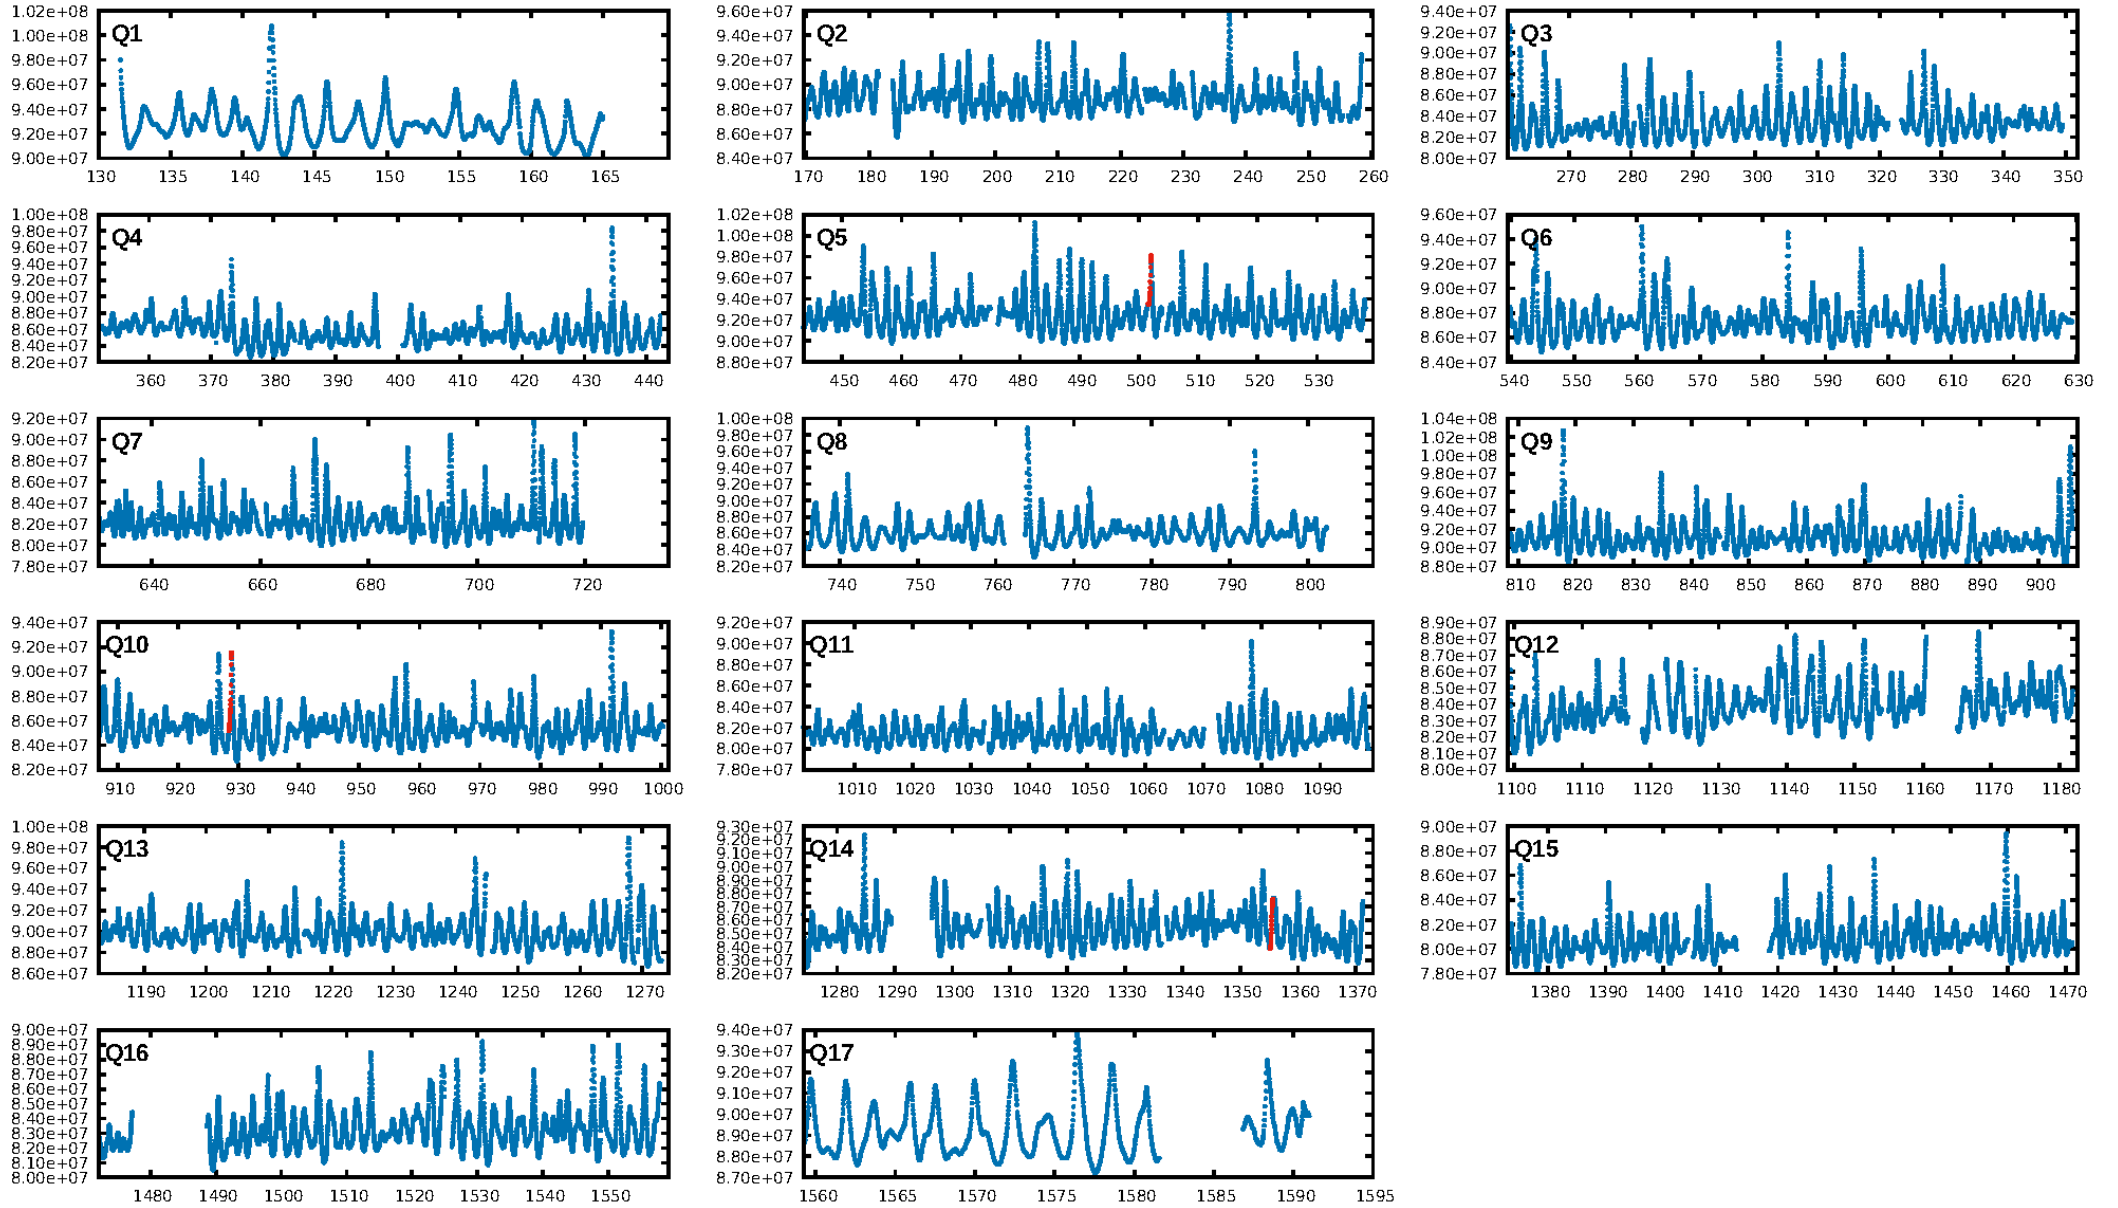 1.02e+08
1.00e+08
9.80e+07
9.60e+07
9.40e+07
9.20e+07
9.00e+07
Q1
130 135 140 145 150 155 160 165
9.60e+07
9.40e+07
9.20e+07
9.00e+07
8.80e+07
8.60e+07
8.40e+07
Q2
170 180 190 200 210 220 230 240 250 260
9.40e+07
9.20e+07
9.00e+07
8.80e+07
8.60e+07
8.40e+07
8.20e+07
8.00e+07
Q3
270 280 290 300 310 320 330 340 350
1.00e+08
9.80e+07
9.60e+07
9.40e+07
9.20e+07
9.00e+07
8.80e+07
8.60e+07
8.40e+07
8.20e+07
Q4
360 370 380 390 400 410 420 430 440
1.02e+08
1.00e+08
9.80e+07
9.60e+07
9.40e+07
9.20e+07
9.00e+07
8.80e+07
Q5
450 460 470 480 490 500 510 520 530
9.60e+07
9.40e+07
9.20e+07
9.00e+07
8.80e+07
8.60e+07
8.40e+07
Q6
540 550 560 570 580 590 600 610 620 630
9.20e+07
9.00e+07
8.80e+07
8.60e+07
8.40e+07
8.20e+07
8.00e+07
7.80e+07
Q7
640 660 680 700 720
1.00e+08
9.80e+07
9.60e+07
9.40e+07
9.20e+07
9.00e+07
8.80e+07
8.60e+07
8.40e+07
8.20e+07
Q8
740 750 760 770 780 790 800
1.04e+08
1.02e+08
1.00e+08
9.80e+07
9.60e+07
9.40e+07
9.20e+07
9.00e+07
8.80e+07
Q9
810 820 830 840 850 860 870 880 890 900
9.40e+07
9.20e+07
9.00e+07
8.80e+07
8.60e+07
8.40e+07
8.20e+07
Q10
910 920 930 940 950 960 970 980 990 1000
9.20e+07
9.00e+07
8.80e+07
8.60e+07
8.40e+07
8.20e+07
8.00e+07
7.80e+07
Q11
1010 1020 1030 1040 1050 1060 1070 1080 1090
8.90e+07
8.80e+07
8.70e+07
8.60e+07
8.50e+07
8.40e+07
8.30e+07
8.20e+07
8.10e+07
8.00e+07
Q12
1100 1110 1120 1130 1140 1150 1160 1170 1180
1.00e+08
9.80e+07
9.60e+07
9.40e+07
9.20e+07
9.00e+07
8.80e+07
8.60e+07
Q13
1190 1200 1210 1220 1230 1240 1250 1260 1270
9.30e+07
9.20e+07
9.10e+07
9.00e+07
8.90e+07
8.80e+07
8.70e+07
8.60e+07
8.50e+07
8.40e+07
8.30e+07
8.20e+07
Q14
1280 1290 1300 1310 1320 1330 1340 1350 1360 1370
9.00e+07
8.80e+07
8.60e+07
8.40e+07
8.20e+07
8.00e+07
7.80e+07
Q15
1380 1390 1400 1410 1420 1430 1440 1450 1460 1470
9.00e+07
8.90e+07
8.80e+07
8.70e+07
8.60e+07
8.50e+07
8.40e+07
8.30e+07
8.20e+07
8.10e+07
8.00e+07
Q16
1480 1490 1500 1510 1520 1530 1540 1550
9.40e+07
9.30e+07
9.20e+07
9.10e+07
9.00e+07
8.90e+07
8.80e+07
8.70e+07
Q17
1560 1565 1570 1575 1580 1585 1590 1595